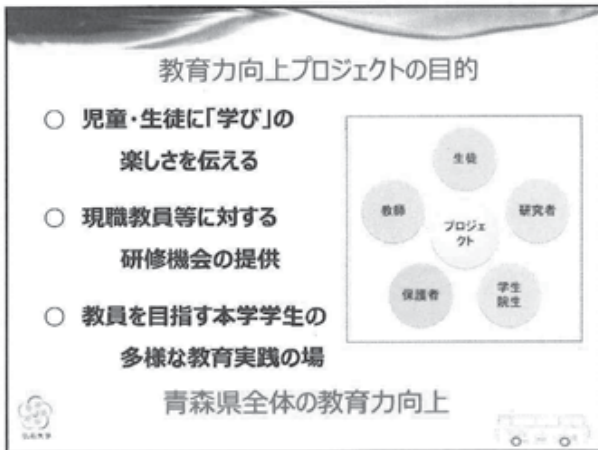 教育力向上プロジェクトの目的
○ 児童・生徒に「学び」の
楽しさを伝える
○ 現職教員等に対する
研修機会の提供
○ 教員を目指す本学学生の
多様な教育実践の場
生徒
教師
研究者
プロジェ
クト
保護者
学生
院生
青森県全体の教育力向上
弘前大学